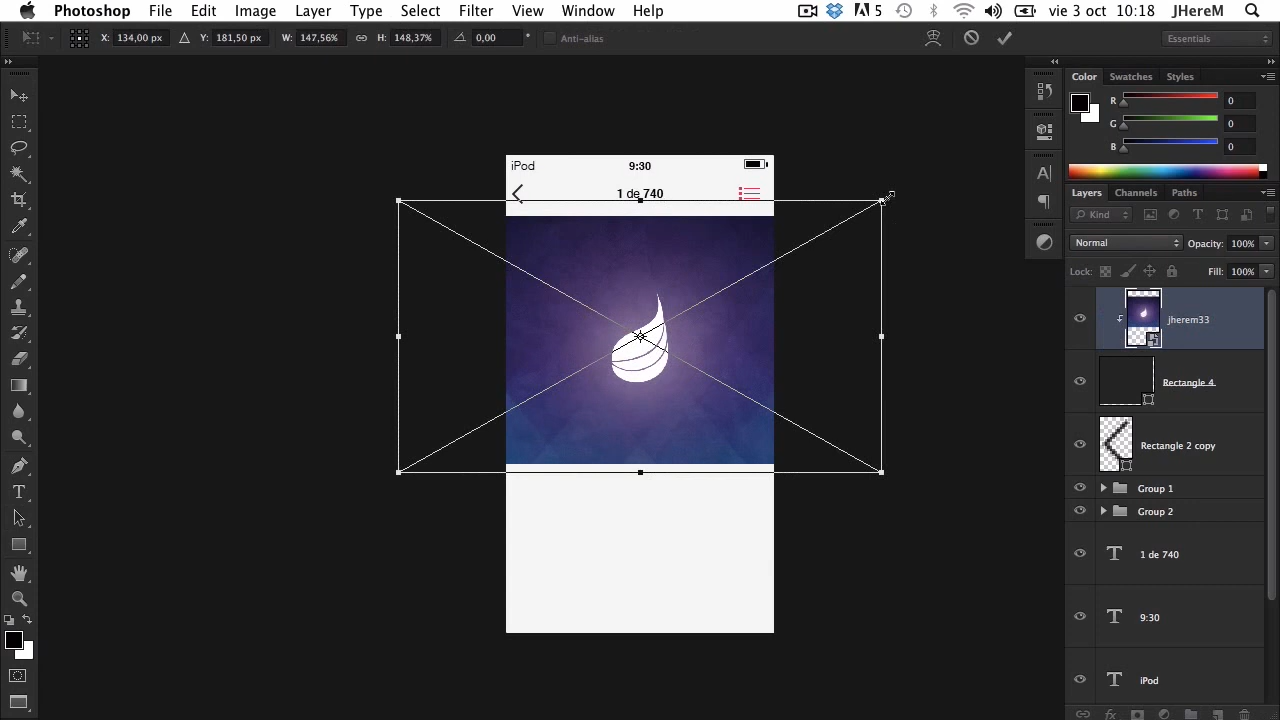 Photoshop File Edit Image Layer Type Select Filter View Window Help 5 vie 3 oct 10:18 JHereM
X: 134,00 px Y: 181,50 px W: 147,56% H: 148,37% 0,00 ° Anti-alias Essentials
Color Swatches Styles
R 0
G 0
B 0
Layers Channels Paths
Kind
Normal Opacity: 100%
Lock: Fill: 100%
jherem33
Rectangle 4
Rectangle 2 copy
Group 1
Group 2
T 1 de 740
T 9:30
T iPod
fx
iPod 9:30
1 de 740